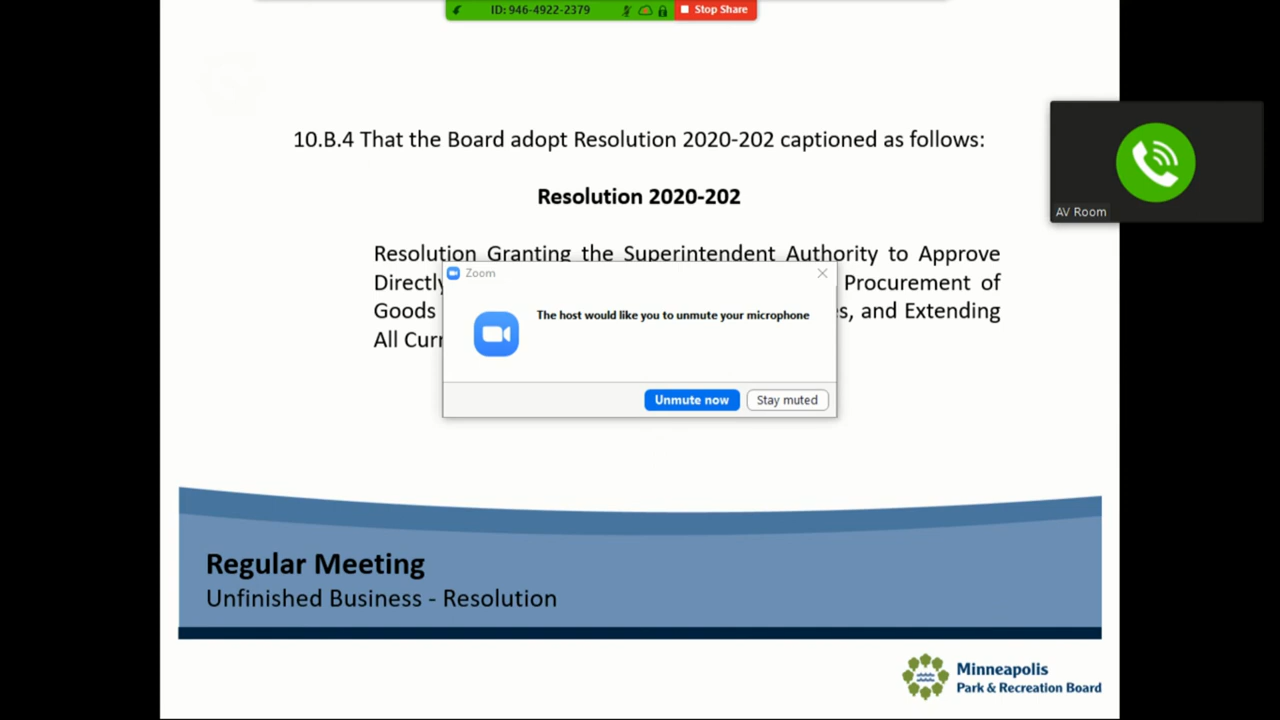 ID: 946-4922-2379
Stop Share
10.B.4 That the Board adopt Resolution 2020-202 captioned as follows:
AV Room
Resolution 2020-202
Resolution Granting the Superintendent Authority to Approve
Directly Procurement of
Goods s, and Extending
All Curr
Zoom
The host would like you to unmute your microphone
Unmute now Stay muted
Regular Meeting
Unfinished Business - Resolution
Minneapolis
Park & Recreation Board